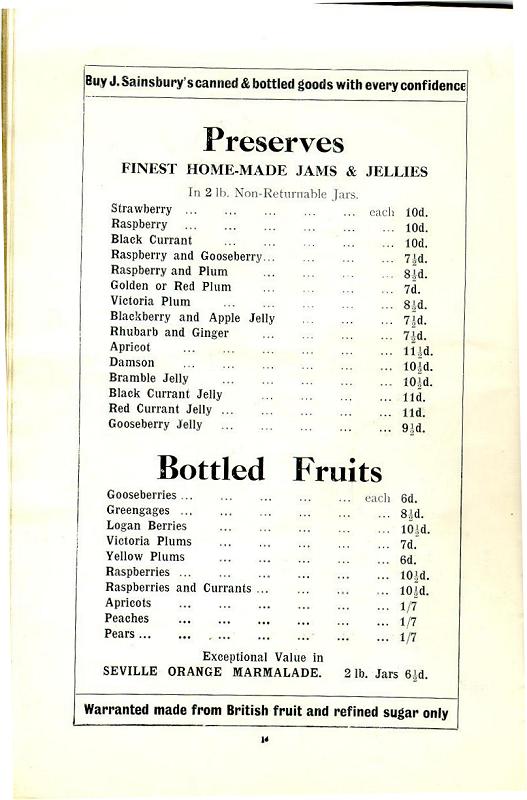 Buy J. Sainsbury's canned & bottled goods with every confidence
Preserves
FINEST HOME-MADE JAMS & JELLIES
In 2 lb. Non-Returnable Jars.
Strawberry ... ... ... ... ... each 10d.
Raspberry ... ... ... ... ... ... 10d.
Black Currant ... ... ... ... ... 10d.
Raspberry and Gooseberry... ... ... ... 7½d.
Raspberry and Plum ... ... ... ... 8½d.
Golden or Red Plum ... ... ... ... 7d.
Victoria Plum ... ... ... ... ... 8½d.
Blackberry and Apple Jelly ... ... ... 7½d.
Rhubarb and Ginger ... ... ... ... 7½d.
Apricot ... ... ... ... ... ... 11½d.
Damson ... ... ... ... ... ... 10½d.
Bramble Jelly ... ... ... ... ... 10½d.
Black Currant Jelly ... ... ... ... 11d.
Red Currant Jelly ... ... ... ... ... 11d.
Gooseberry Jelly ... ... ... ... ... 9½d.
Bottled Fruits
Gooseberries ... ... ... ... ... each 6d.
Greengages ... ... ... ... ... ... 8½d.
Logan Berries ... ... ... ... ... 10½d.
Victoria Plums ... ... ... ... ... 7d.
Yellow Plums ... ... ... ... ... 6d.
Raspberries ... ... ... ... ... ... 10½d.
Raspberries and Currants ... ... ... ... 10½d.
Apricots ... ... ... ... ... ... 1/7
Peaches ... ... ... ... ... ... 1/7
Pears ... ... ... ... ... ... ... 1/7
Exceptional Value in
SEVILLE ORANGE MARMALADE. 2 lb. Jars 6½d.
Warranted made from British fruit and refined sugar only
14